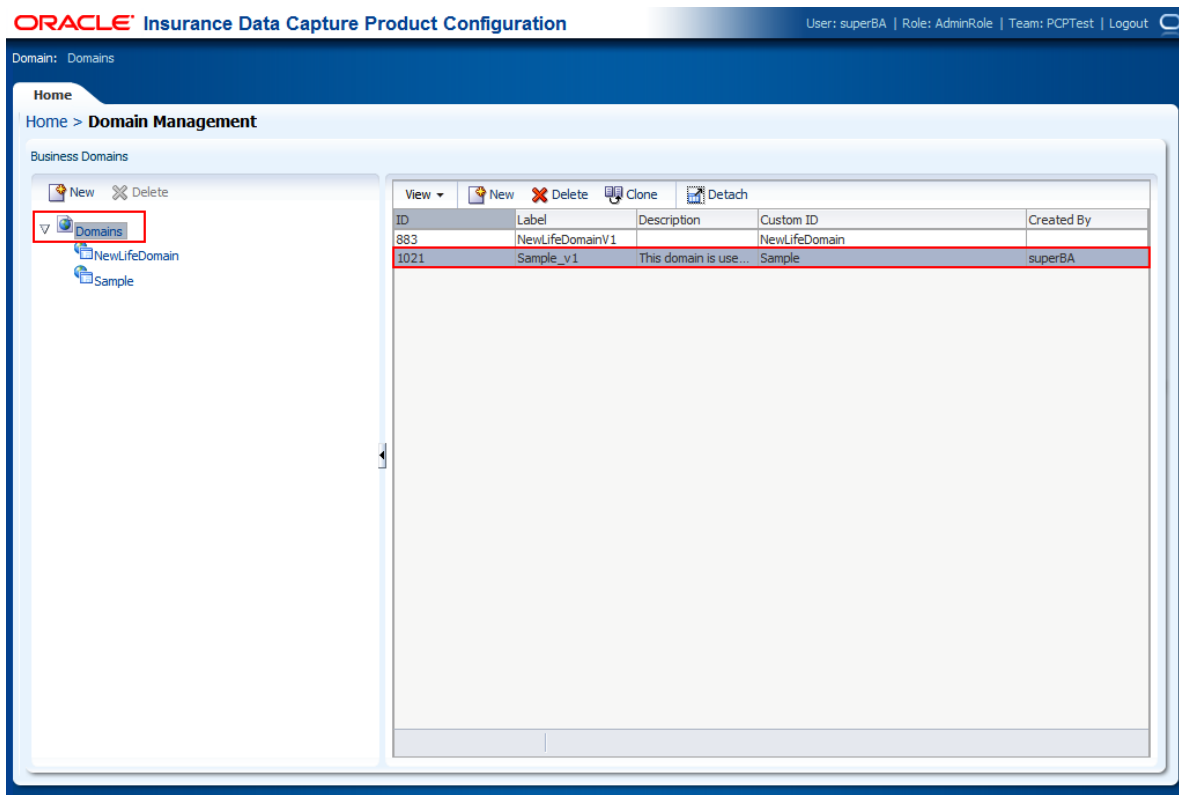 ORACLE Insurance Data Capture Product Configuration
User: superBA | Role: AdminRole | Team: PCPTest | Logout
Domain: Domains
Home
Home > Domain Management
Business Domains
New Delete
View New Delete Clone Detach
Domains
NewLifeDomain
Sample
ID Label Description Custom ID Created By
883 NewLifeDomainV1 NewLifeDomain
1021 Sample_v1 This domain is use... Sample superBA